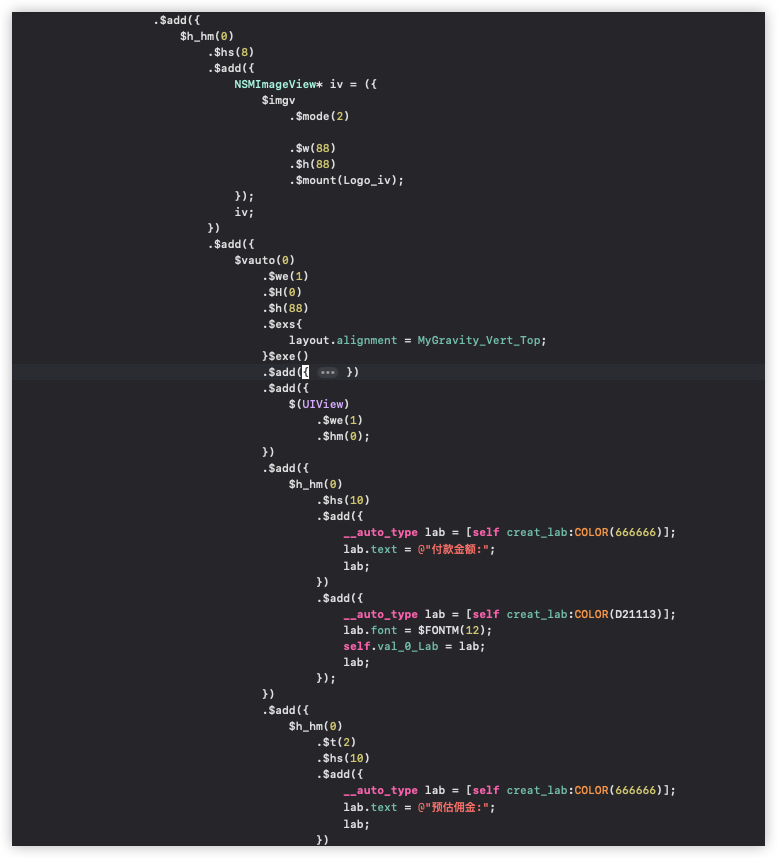 .$add({
$h_hm(0)
.$hs(8)
.$add({
NSMImageView* iv = ({
$imgv
.$mode(2)
.$w(88)
.$h(88)
.$mount(Logo_iv);
});
iv;
})
.$add({
$vauto(0)
.$we(1)
.$H(0)
.$h(88)
.$exs{
layout.alignment = MyGravity_Vert_Top;
}$exe()
.$add({ ••• })
.$add({
$(UIView)
.$we(1)
.$hm(0);
})
.$add({
$h_hm(0)
.$hs(10)
.$add({
__auto_type lab = [self creat_lab:COLOR(666666)];
lab.text = @"付款金额:";
lab;
})
.$add({
__auto_type lab = [self creat_lab:COLOR(D21113)];
lab.font = $FONTM(12);
self.val_0_Lab = lab;
lab;
});
})
.$add({
$h_hm(0)
.$t(2)
.$hs(10)
.$add({
__auto_type lab = [self creat_lab:COLOR(666666)];
lab.text = @"预估佣金:";
lab;
})